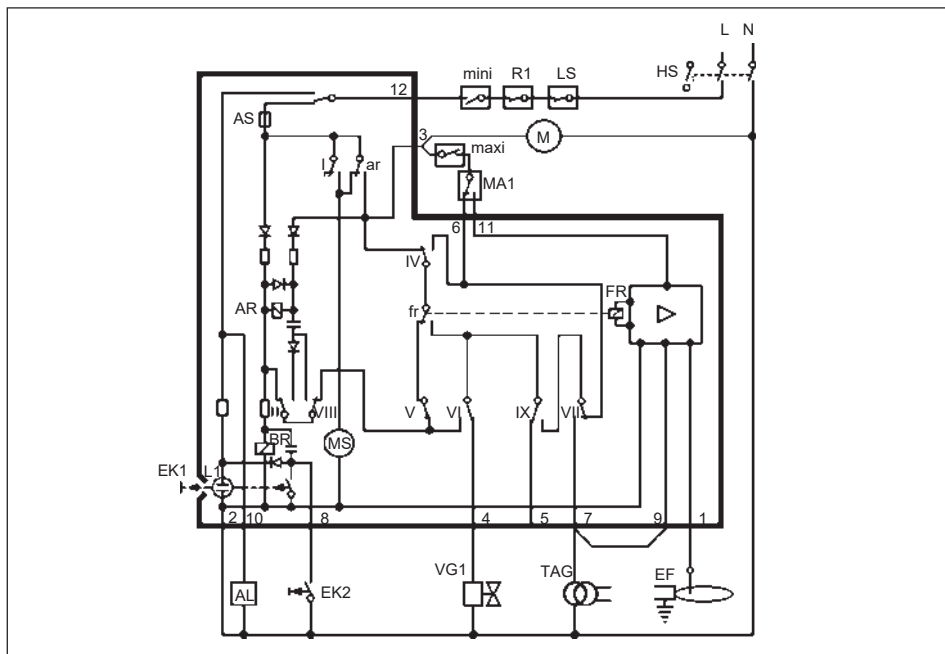 L N
HS
mini R1 LS
12
AS
3
M
maxi
I ar
MA1
6 11
IV
FR
AR
fr
III VIII V VI IX VII
BR MS
EK1 L1
2 10 8 4 5 7 9 1
VG1 TAG EF
AL EK2